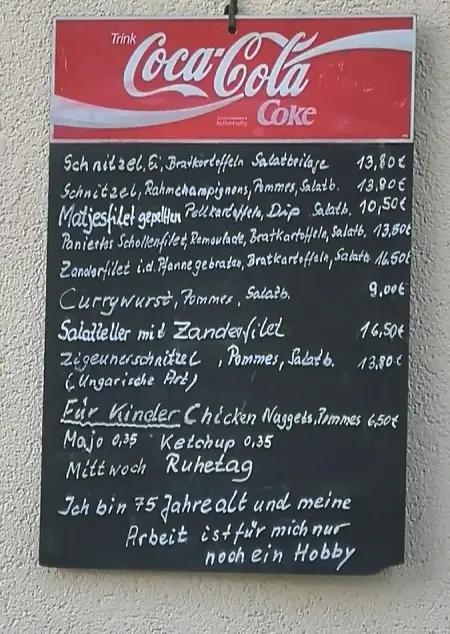 Trink
Coca-Cola
Coke
koffeinhaltig
Schnitzel, Ei, Bratkartoffeln Salatbeilage 13,80€
Schnitzel, Rahmchampignons, Pommes, Salatb. 13,80€
Matjesfilet Pellkartoffeln, Dip Salatb. 10,50€
Paniertes Schollenfilet, Remoulade, Bratkartoffeln, Salatb. 13,50€
Zanderfilet i.d. Pfanne gebraten, Bratkartoffeln, Salatb 16,50€
Currywurst, Pommes, Salatb. 9,00€
Salatteller mit Zanderfilet 16,50€
Zigeunerschnitzel , Pommes, Salatb. 13,80€
(Ungarische Art)
Für Kinder Chicken Nuggets, Pommes 6,50€
Majo 0,35 Ketchup 0,35
Mittwoch Ruhetag
Ich bin 75 Jahre alt und meine
Arbeit ist für mich nur
noch ein Hobby